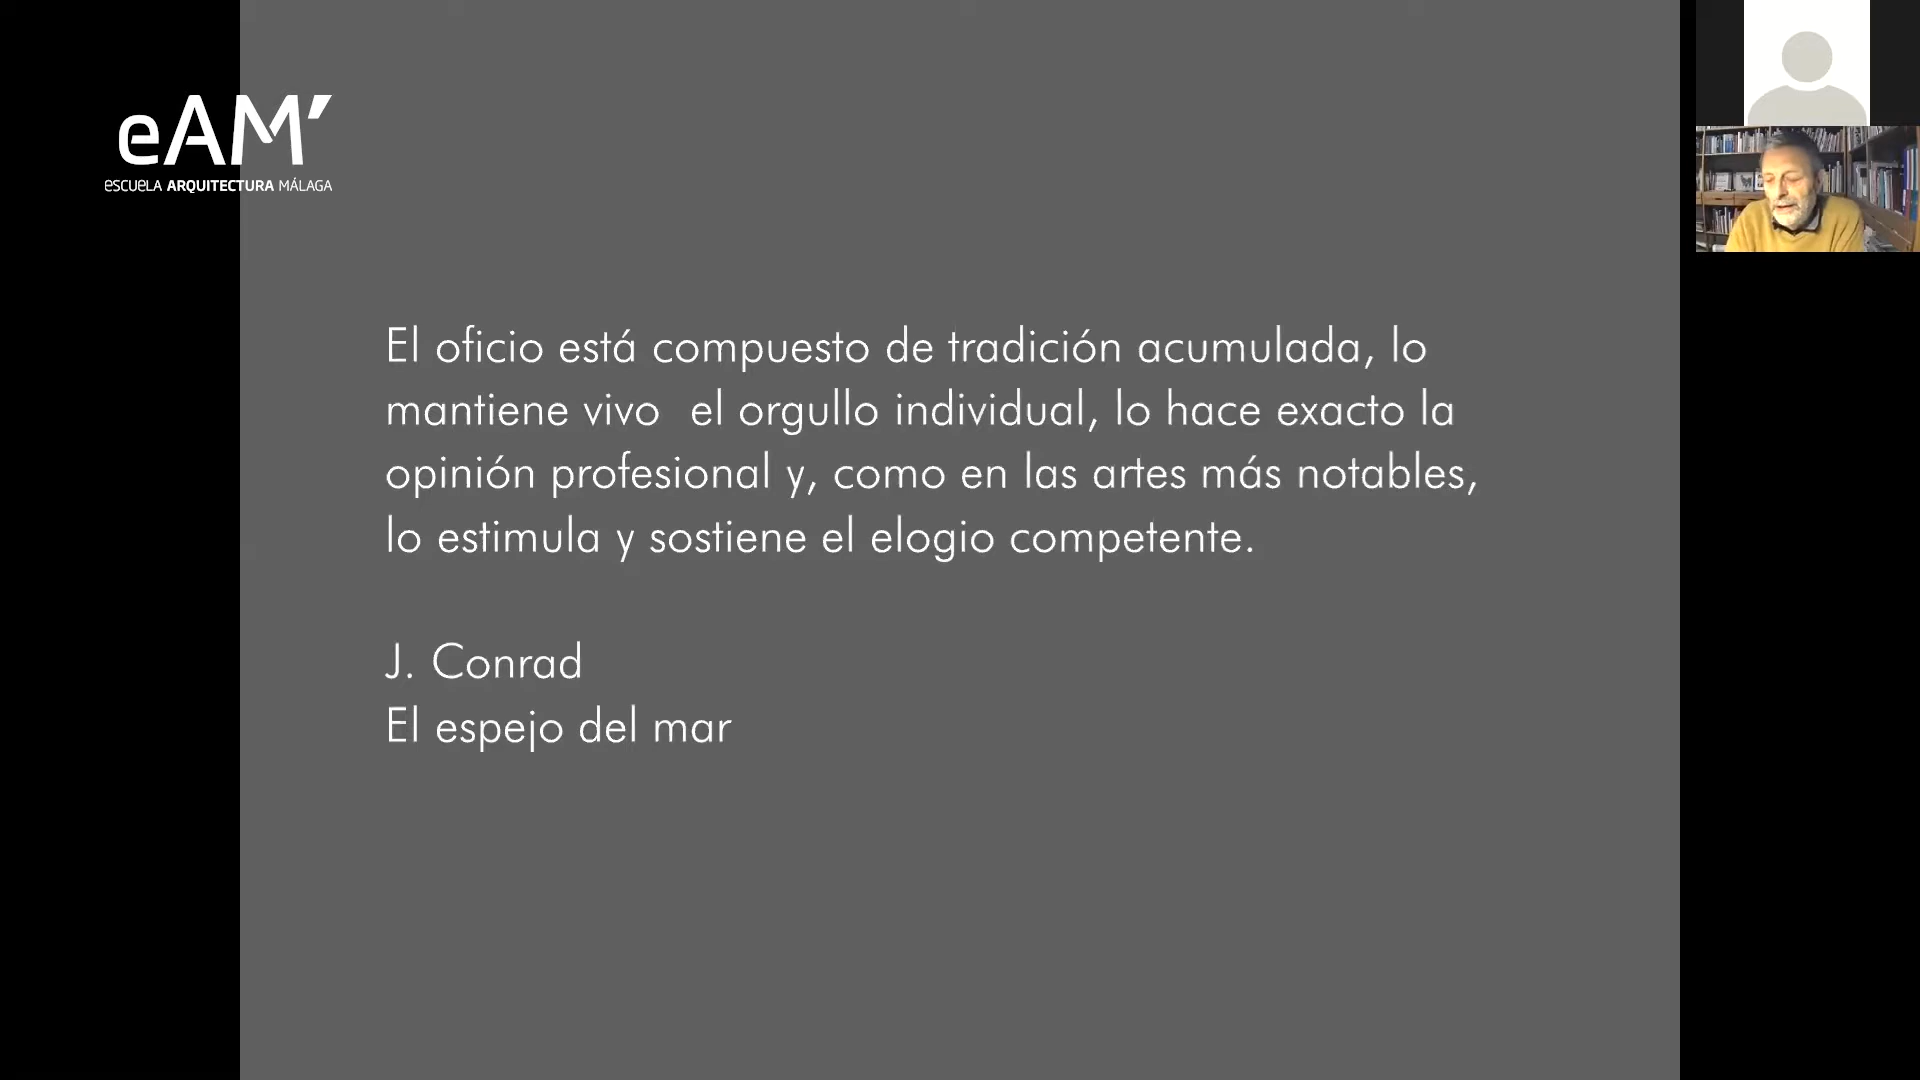 eAM'
ESCUELA ARQUITECTURA MÁLAGA
El oficio está compuesto de tradición acumulada, lo
mantiene vivo  el orgullo individual, lo hace exacto la
opinión profesional y, como en las artes más notables,
lo estimula y sostiene el elogio competente.
J. Conrad
El espejo del mar